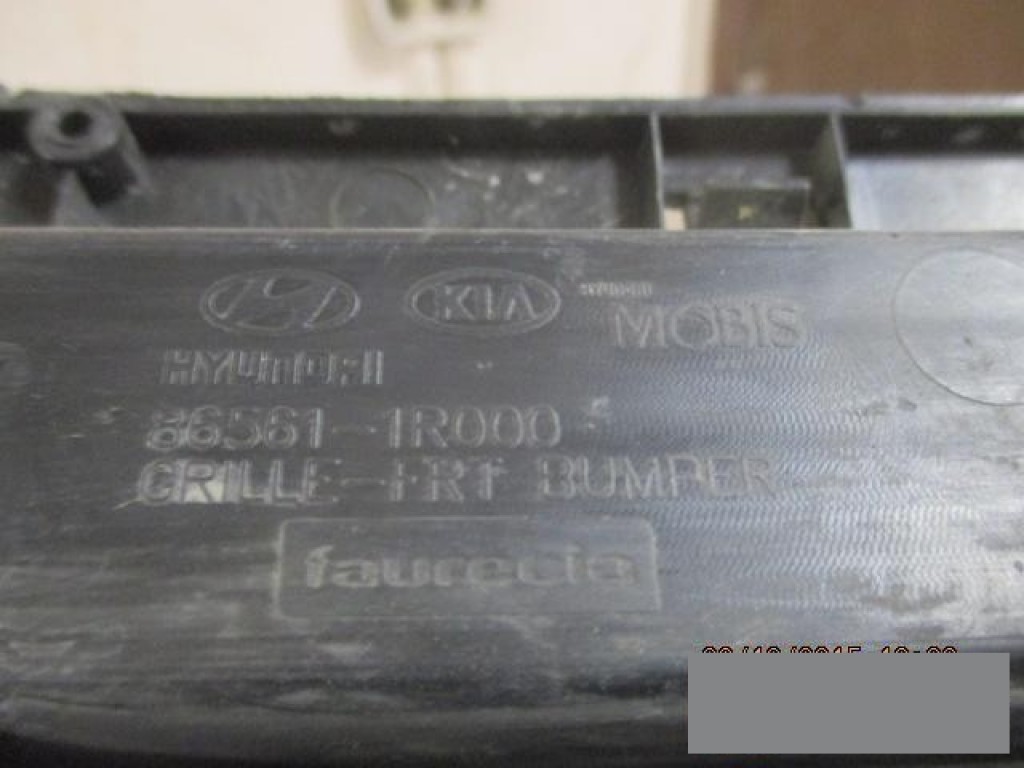 KIA
MOBIS
86561-1R000
GRILLE-FRT BUMPER
faurecia